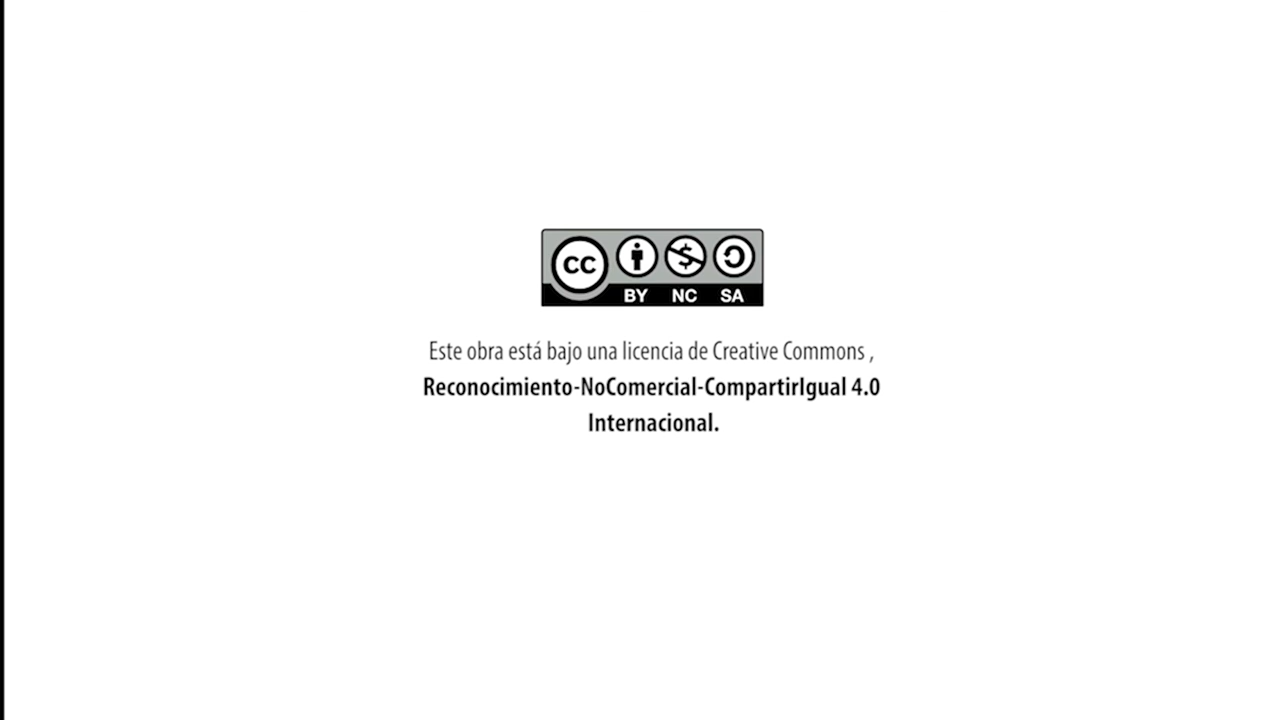 CC
BY NC SA
Este obra está bajo una licencia de Creative Commons ,
Reconocimiento-NoComercial-CompartirIgual 4.0
Internacional.